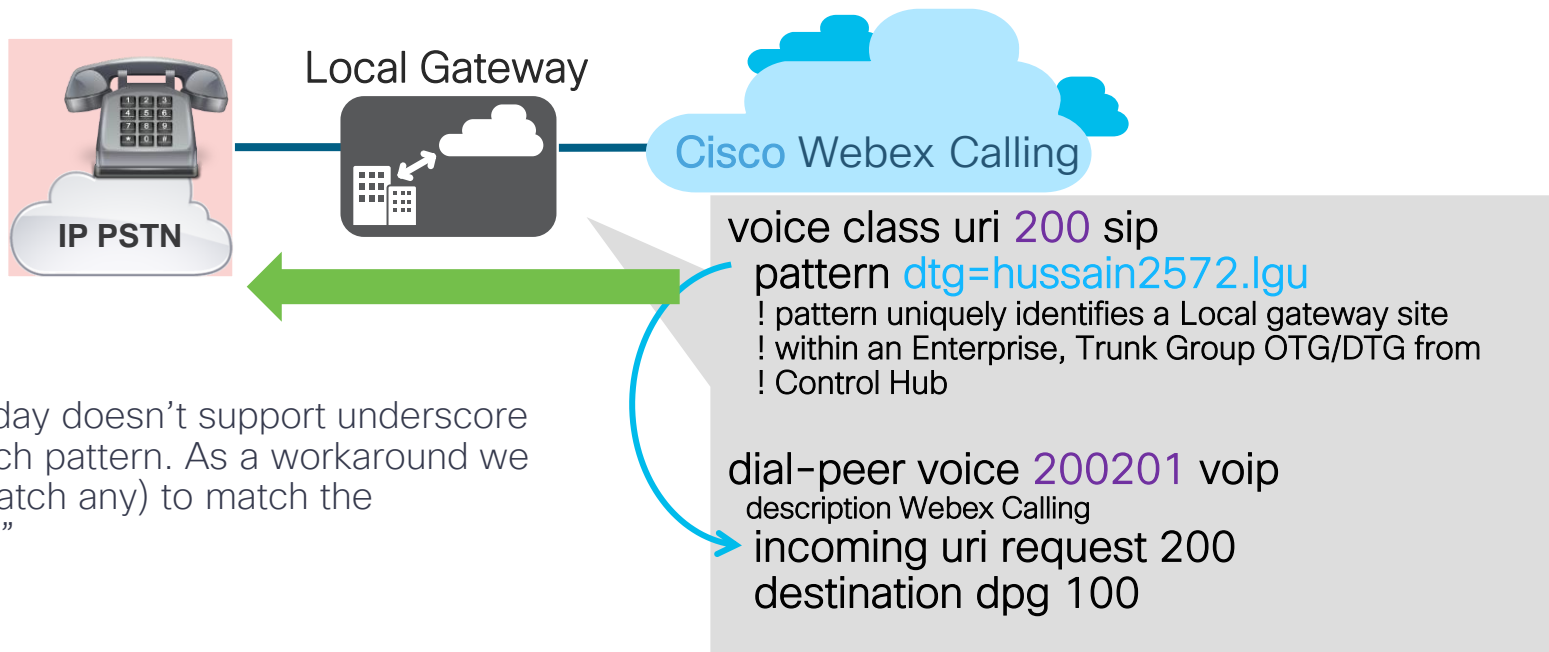 Local Gateway
IP PSTN
Cisco Webex Calling
voice class uri 200 sip
pattern dtg=hussain2572.lgu
! pattern uniquely identifies a Local gateway site
! within an Enterprise, Trunk Group OTG/DTG from
! Control Hub
dial-peer voice 200201 voip
description Webex Calling
incoming uri request 200
destination dpg 100
day doesn’t support underscore
ch pattern. As a workaround we
atch any) to match the
”